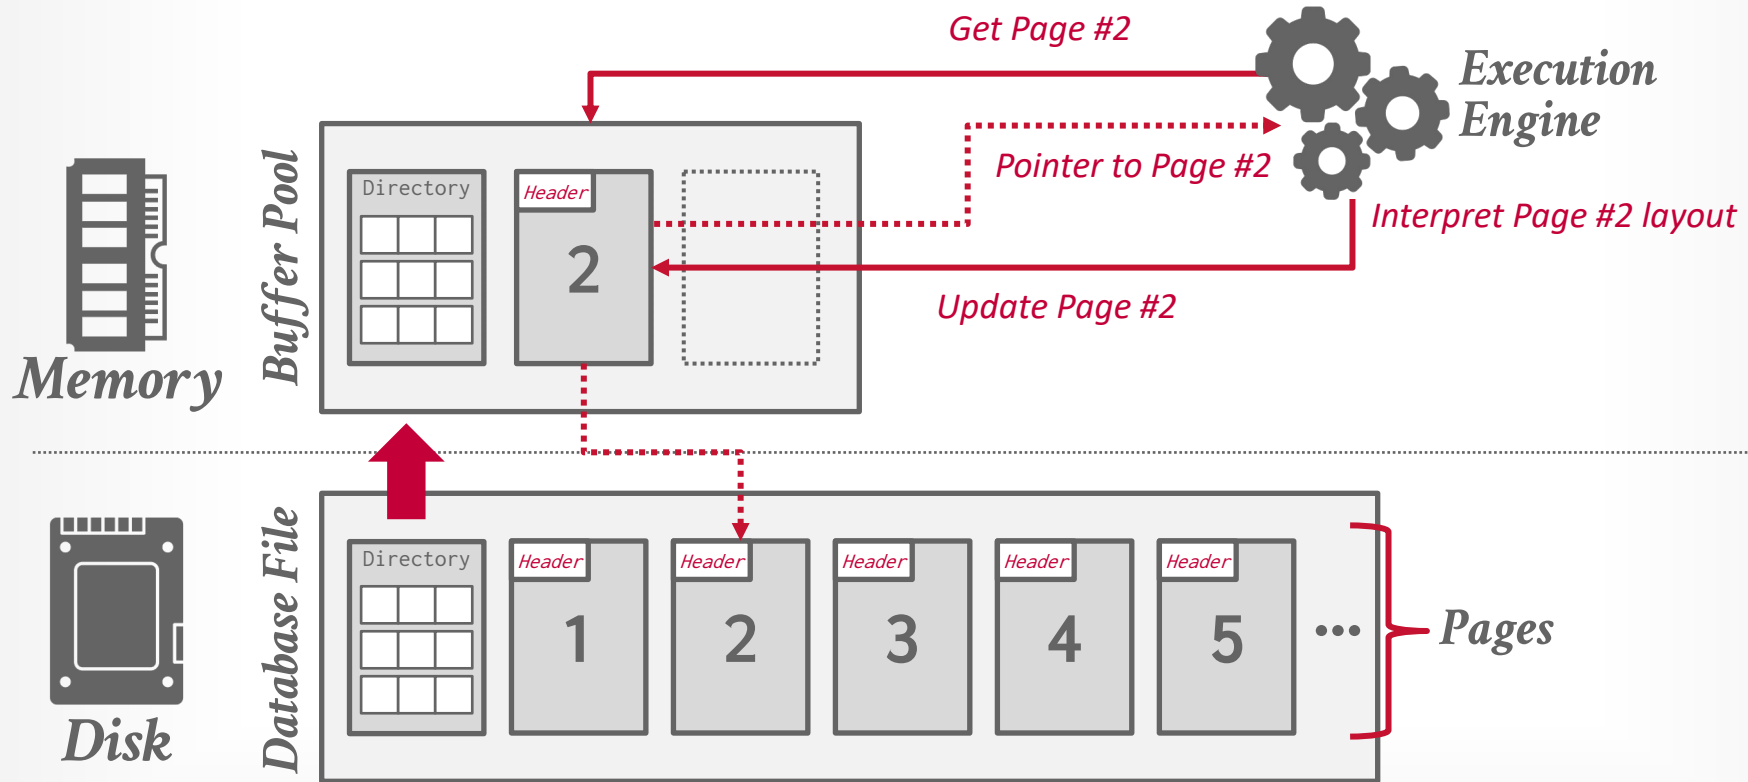 Get Page #2
Execution
Engine
Pointer to Page #2
Interpret Page #2 layout
Update Page #2
Memory
Buffer Pool
Directory
Header
2
Disk
Database File
Directory
Header
1
Header
2
Header
3
Header
4
Header
5
•••
Pages